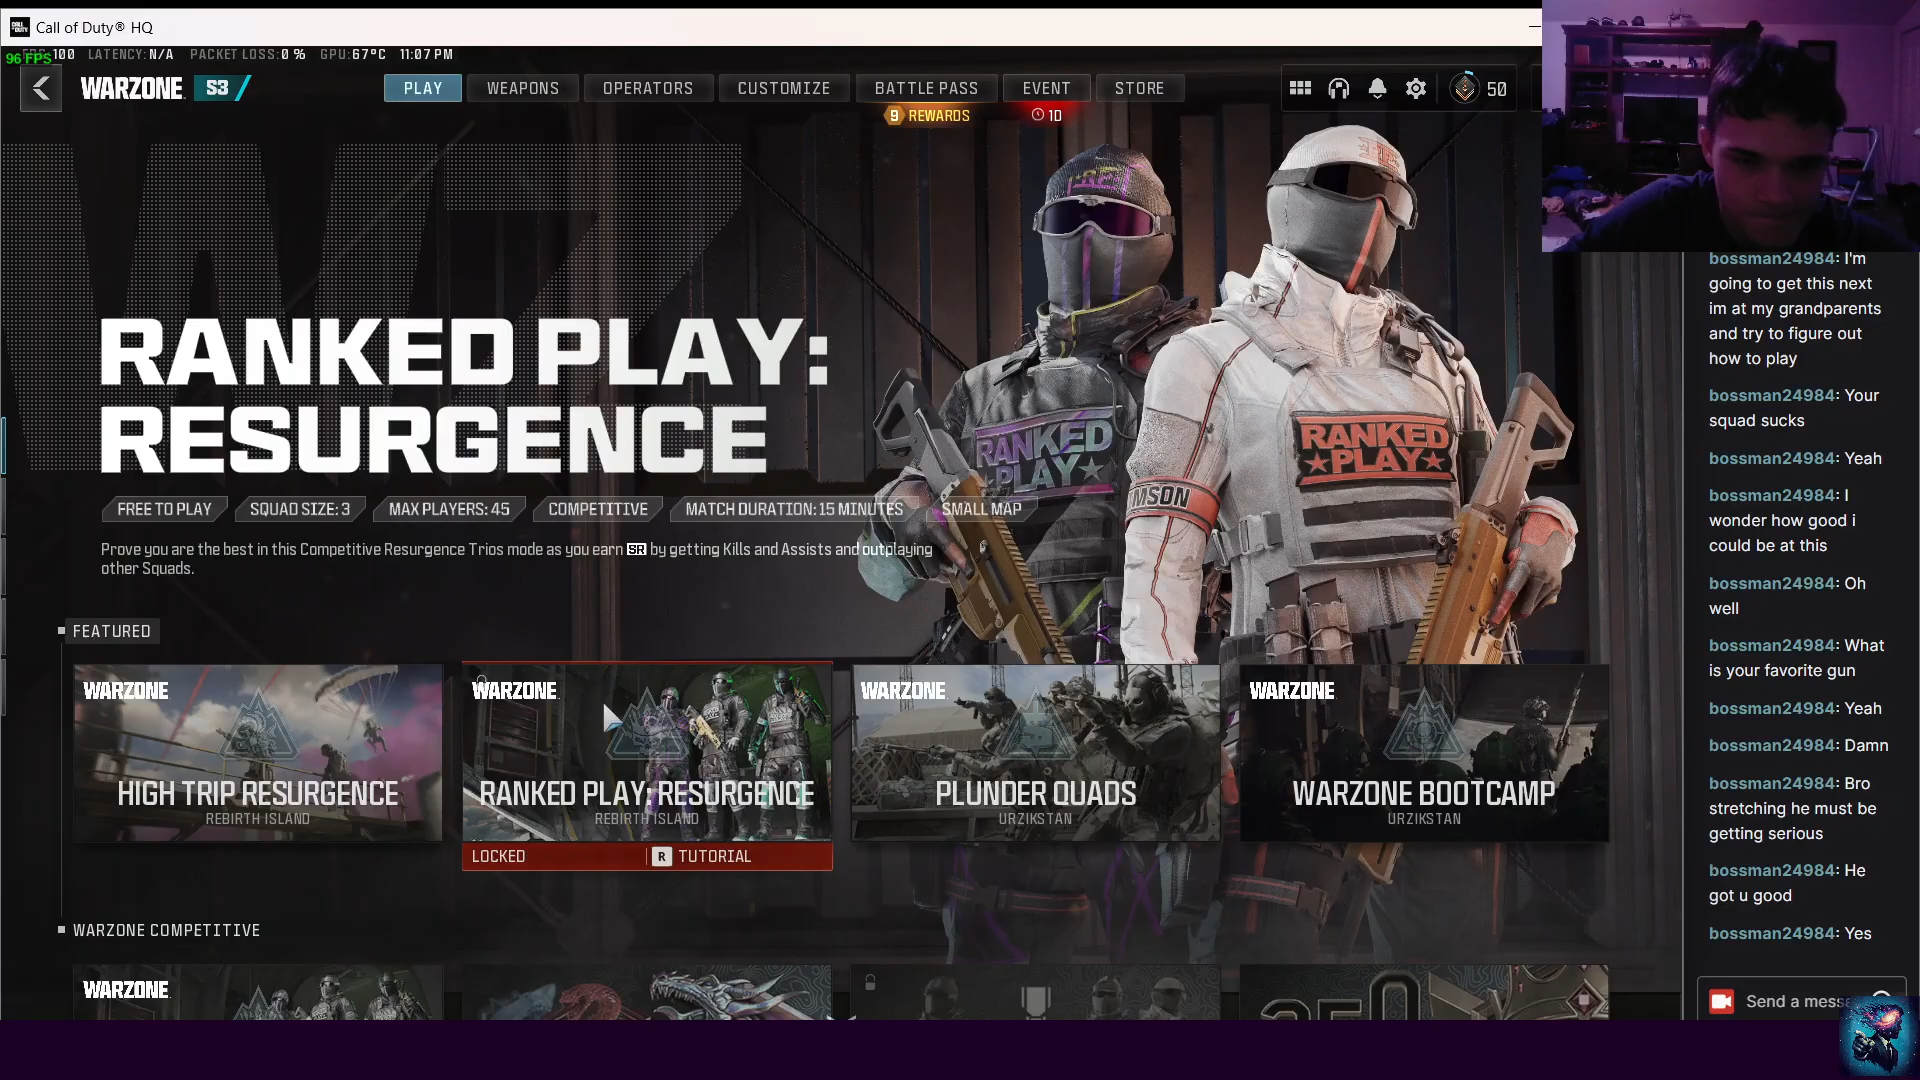 Call of Duty® HQ
96 FPS
100 LATENCY: N/A PACKET LOSS: 0 % GPU: 67°C 11:07 PM
WARZONE S3
PLAY WEAPONS OPERATORS CUSTOMIZE BATTLE PASS EVENT STORE
50
9 REWARDS
1D
RANKED PLAY:
RESURGENCE
RANKED
PLAY
RANKED
PLAY
FREE TO PLAY SQUAD SIZE: 3 MAX PLAYERS: 45 COMPETITIVE MATCH DURATION: 15 MINUTES SMALL MAP
Prove you are the best in this Competitive Resurgence Trios mode as you earn SR by getting Kills and Assists and outplaying
other Squads.
FEATURED
WARZONE
HIGH TRIP RESURGENCE
REBIRTH ISLAND
WARZONE
RANKED PLAY: RESURGENCE
REBIRTH ISLAND
LOCKED R TUTORIAL
WARZONE
PLUNDER QUADS
URZIKSTAN
WARZONE
WARZONE BOOTCAMP
URZIKSTAN
WARZONE COMPETITIVE
WARZONE
bossman24984: I'm
going to get this next
im at my grandparents
and try to figure out
how to play
bossman24984: Your
squad sucks
bossman24984: Yeah
bossman24984: I
wonder how good i
could be at this
bossman24984: Oh
well
bossman24984: What
is your favorite gun
bossman24984: Yeah
bossman24984: Damn
bossman24984: Bro
stretching he must be
getting serious
bossman24984: He
got u good
bossman24984: Yes
Send a mess